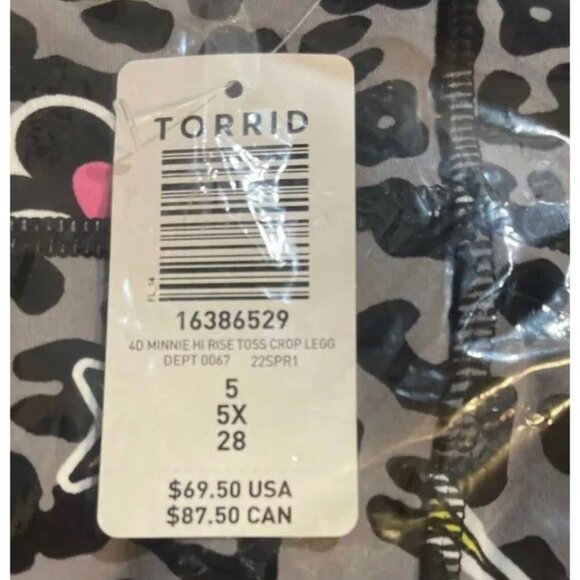 TORRID
FL_14
16386529
4D MINNIE HI RISE TOSS CROP LEGG
DEPT 0067 22SPR1
5
5X
28
$69.50 USA
$87.50 CAN